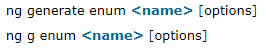 ng generate enum <name> [options]
ng g enum <name> [options]